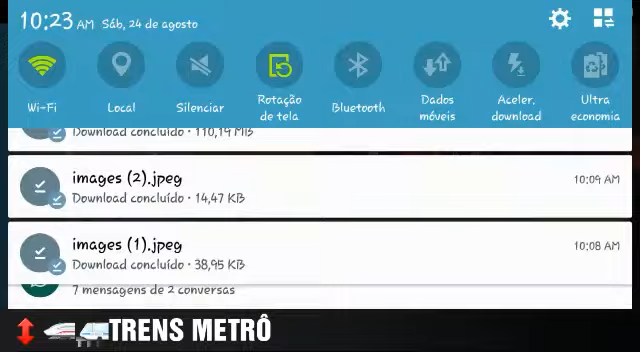 10:23 AM Sáb, 24 de agosto
Wi-Fi
Local
Silenciar
Rotação de tela
Bluetooth
Dados móveis
Aceler. download
Ultra economia
Download concluído · 110,19 MB
images (2).jpeg 10:09 AM
Download concluído · 14,47 KB
images (1).jpeg 10:08 AM
Download concluído · 38,95 KB
7 mensagens de 2 conversas
TRENS METRÔ